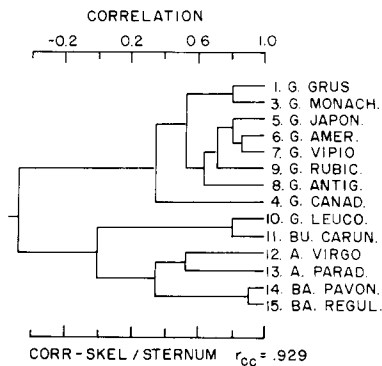 CORRELATION
-0.2 0.2 0.6 1.0
1. G. GRUS
3. G. MONACH.
5. G. JAPON.
6. G. AMER.
7. G. VIPIO
9. G. RUBIC.
8. G. ANTIG.
4. G. CANAD.
10. G. LEUCO.
11. BU. CARUN.
12. A. VIRGO
13. A. PARAD.
14. BA. PAVON.
15. BA. REGUL.
CORR-SKEL/STERNUM rcc = .929